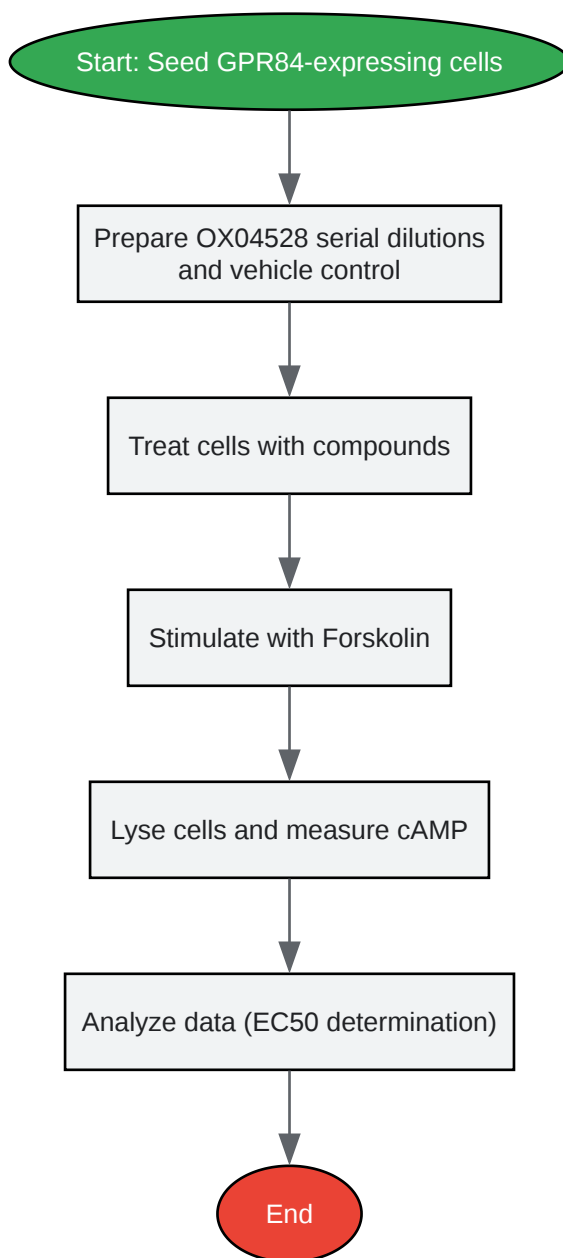 Start: Seed GPR84-expressing cells
Prepare OX04528 serial dilutions
and vehicle control
Treat cells with compounds
Stimulate with Forskolin
Lyse cells and measure cAMP
Analyze data (EC50 determination)
End